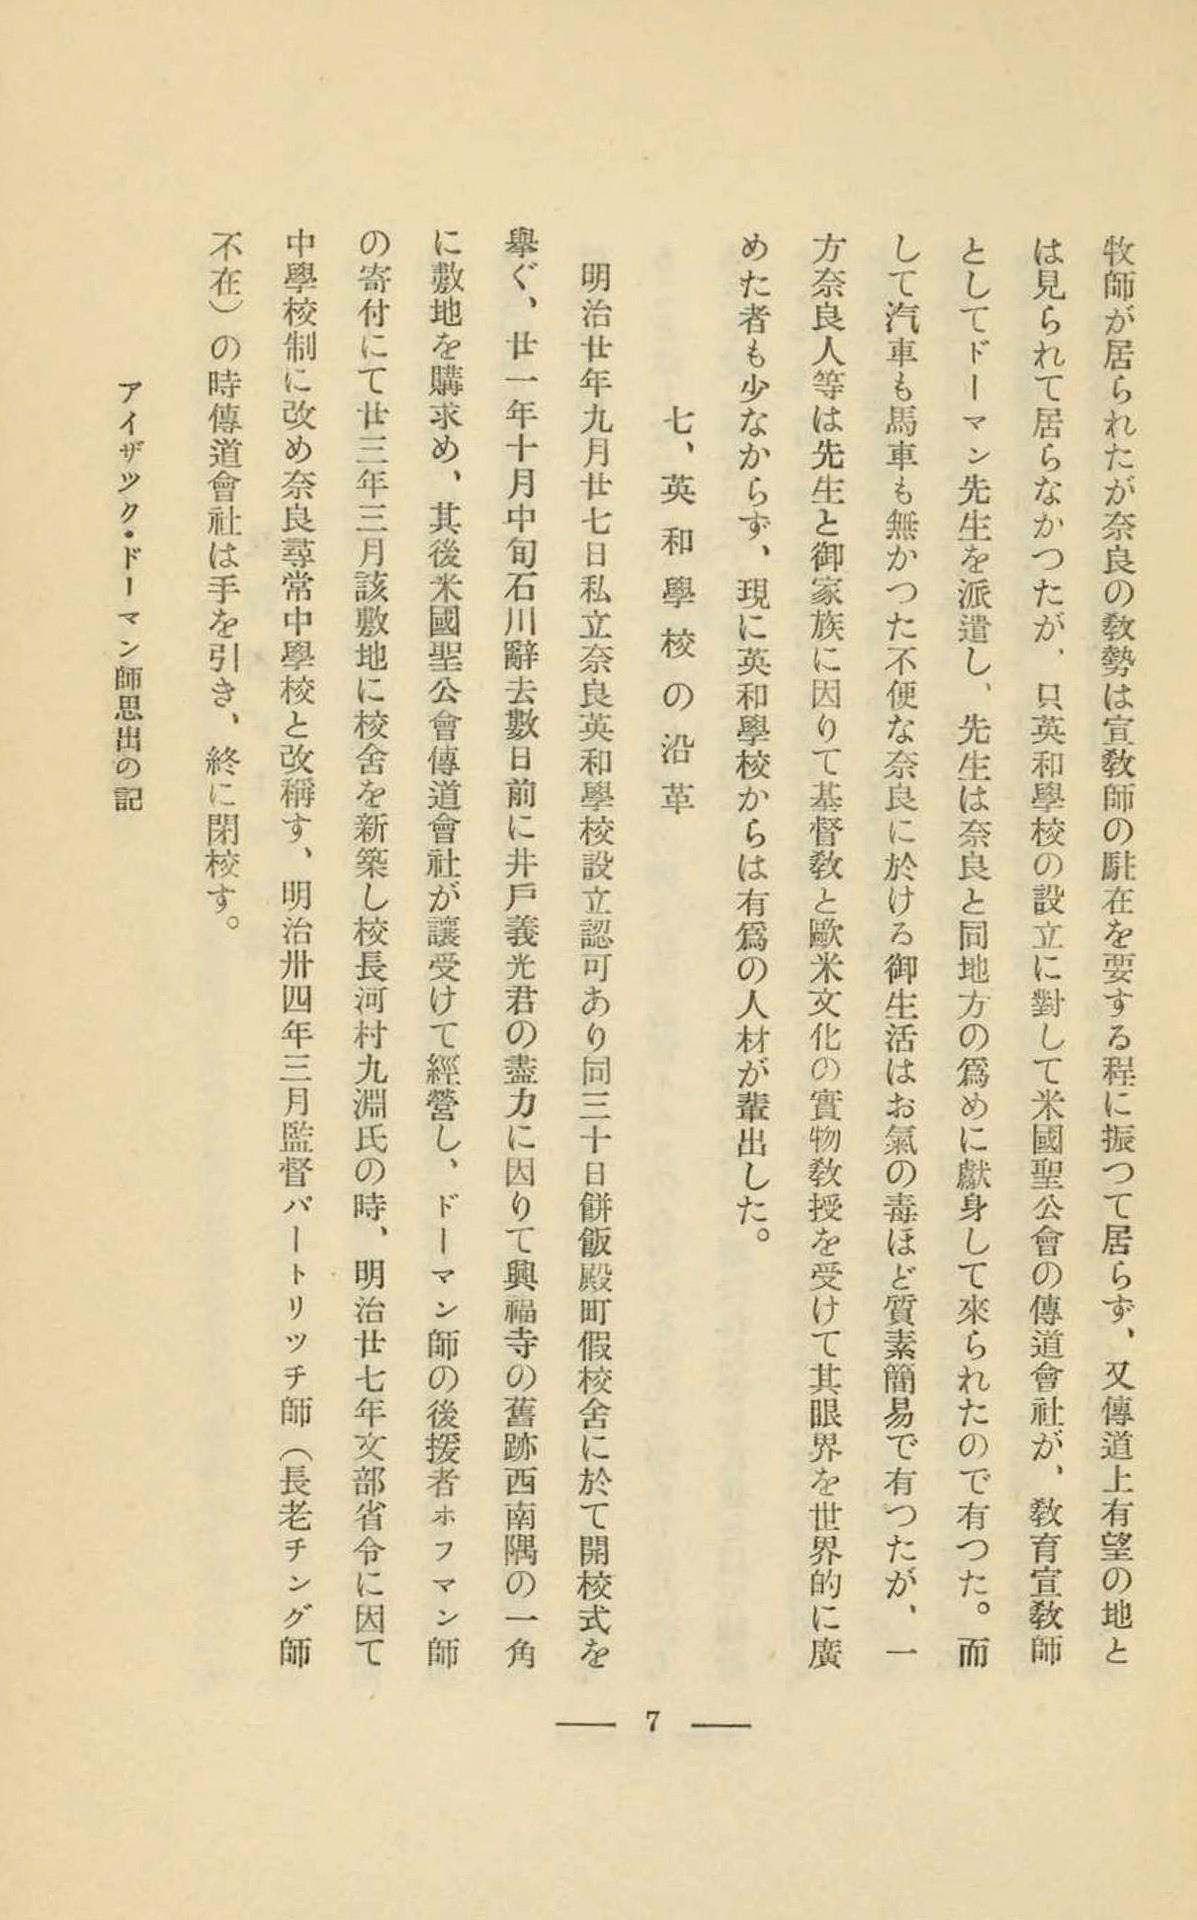 牧師が居られたが奈良の敎勢は宣敎師の駐在を要する程に振つて居らず、又傳道上有望の地と
は見られて居らなかつたが、只英和學校の設立に對して米國聖公會の傳道會社が、敎育宣敎師
としてドーマン先生を派遣し、先生は奈良と同地方の爲めに獻身して來られたので有つた。而
して汽車も馬車も無かつた不便な奈良に於ける御生活はお氣の毒ほど質素簡易で有つたが、一
方奈良人等は先生と御家族に因りて基督敎と歐米文化の實物敎授を受けて其眼界を世界的に廣
めた者も少なからず、現に英和學校からは有爲の人材が輩出した。
七、英和學校の沿革
明治廿年九月廿七日私立奈良英和學校設立認可あり同三十日餅飯殿町假校舍に於て開校式を
擧ぐ、廿一年十月中旬石川辭去數日前に井戶義光君の盡力に因りて興福寺の舊跡西南隅の一角
に敷地を購求め、其後米國聖公會傳道會社が讓受けて經營し、ドーマン師の後援者ホフマン師
の寄付にて廿三年三月該敷地に校舍を新築し校長河村九淵氏の時、明治廿七年文部省令に因て
中學校制に改め奈良尋常中學校と改稱す、明治卅四年三月監督パートリッチ師（長老チング師
不在）の時傳道會社は手を引き、終に閉校す。
アイザック・ドーマン師思出の記
— 7 —